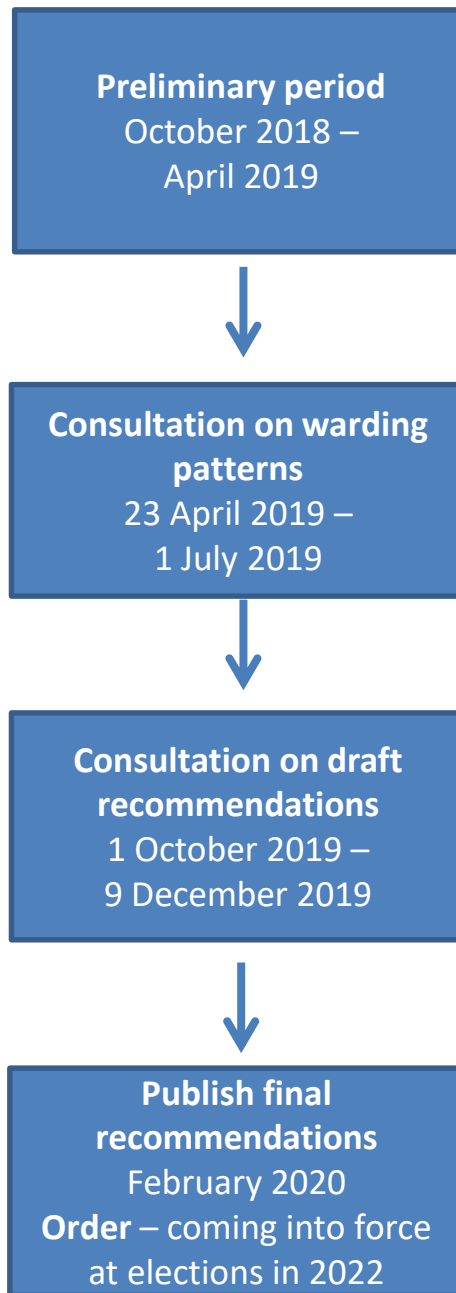 Preliminary period
October 2018 –
April 2019
Consultation on warding
patterns
23 April 2019 –
1 July 2019
Consultation on draft
recommendations
1 October 2019 –
9 December 2019
Publish final
recommendations
February 2020
Order – coming into force
at elections in 2022